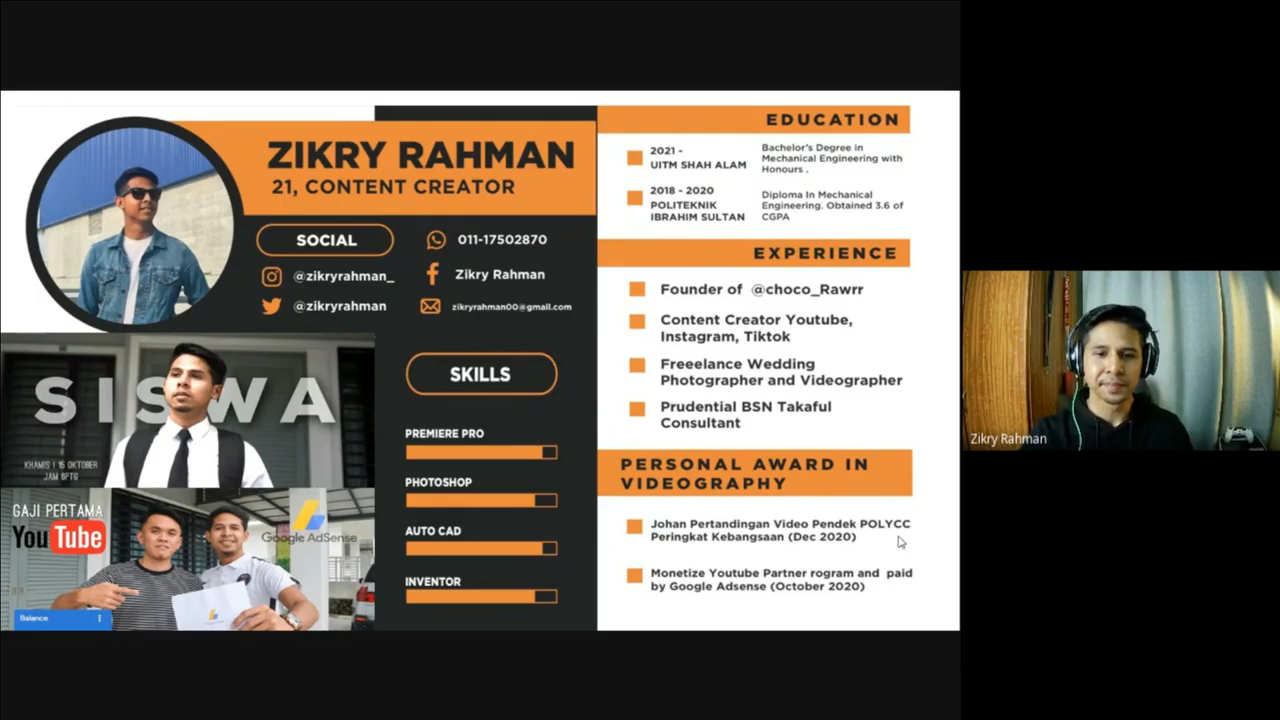 ZIKRY RAHMAN
21, CONTENT CREATOR
SOCIAL
@zikryrahman_
@zikryrahman
011-17502870
Zikry Rahman
zikryrahman00@gmail.com
SISWA
KHAMIS | 15 OKTOBER
JAM 6PTG
GAJI PERTAMA
YouTube
Google AdSense
Balance
SKILLS
PREMIERE PRO
PHOTOSHOP
AUTO CAD
INVENTOR
EDUCATION
2021 -
UITM SHAH ALAM
Bachelor's Degree in
Mechanical Engineering with
Honours .
2018 - 2020
POLITEKNIK
IBRAHIM SULTAN
Diploma In Mechanical
Engineering. Obtained 3.6 of
CGPA
EXPERIENCE
Founder of @choco_Rawrr
Content Creator Youtube,
Instagram, Tiktok
Freeelance Wedding
Photographer and Videographer
Prudential BSN Takaful
Consultant
PERSONAL AWARD IN
VIDEOGRAPHY
Johan Pertandingan Video Pendek POLYCC
Peringkat Kebangsaan (Dec 2020)
Monetize Youtube Partner rogram and paid
by Google Adsense (October 2020)
Zikry Rahman